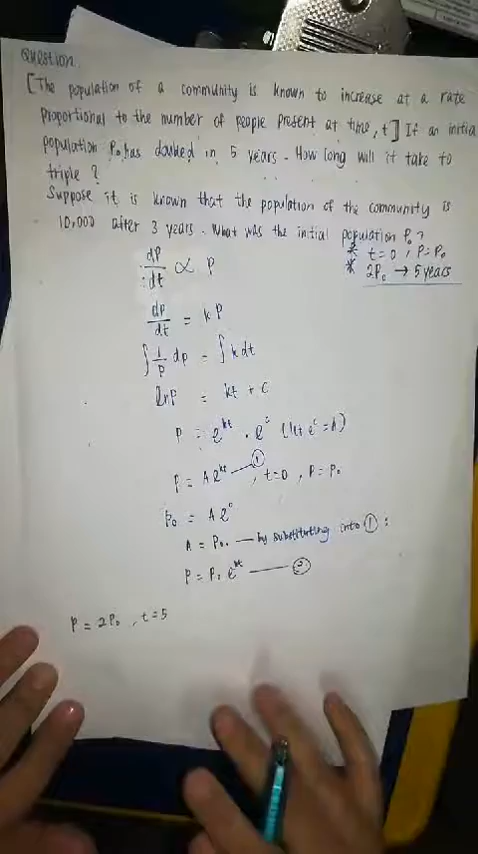 Question
[The population of a community is known to increase at a rate
proportional to the number of people present at time, t] If an initial
population P₀ has doubled in 5 years. How long will it take to
triple?
Suppose it is known that the population of the community is
10,000 after 3 years. What was the initial population P₀?
* t=0, P=P₀
* 2P₀ → 5 years
dP/dt ∝ P
dP/dt = kP
∫ 1/P dP = ∫ k dt
ln P = kt + c
P = e^kt . e^c (let e^c = A)
P = A e^kt — ① , t=0 , P = P₀
P₀ = A e^0
A = P₀. — by substituting into ① :
P = P₀ e^kt — ②
P = 2P₀ , t=5